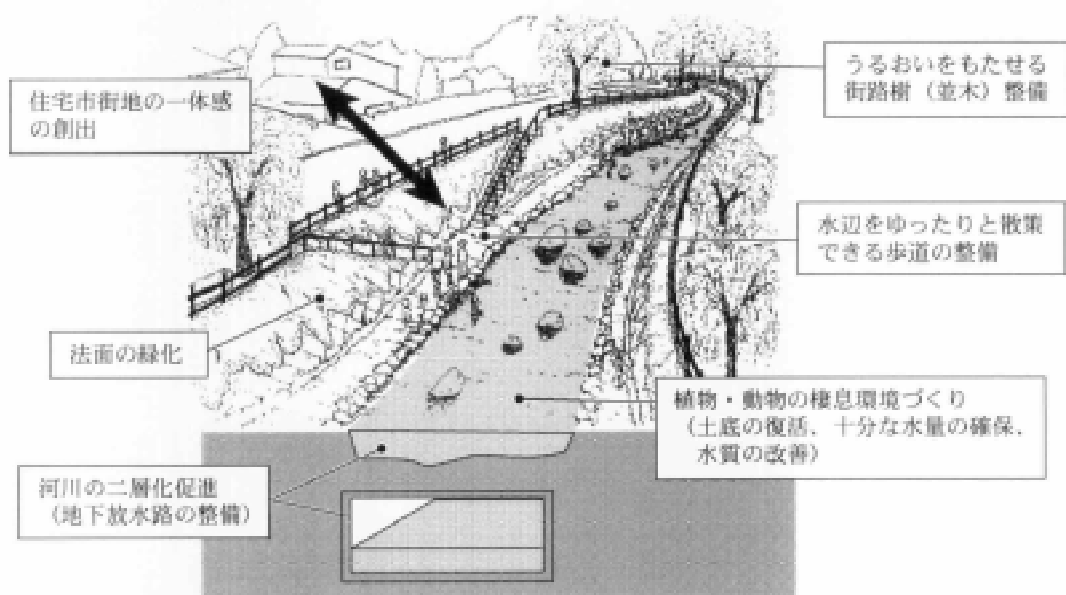 住宅市街地の一体感
の創出
うるおいをもたせる
街路樹（並木）整備
水辺をゆったりと散策
できる歩道の整備
法面の緑化
植物・動物の棲息環境づくり
（土底の復活、十分な水量の確保、
水質の改善）
河川の二層化促進
（地下放水路の整備）